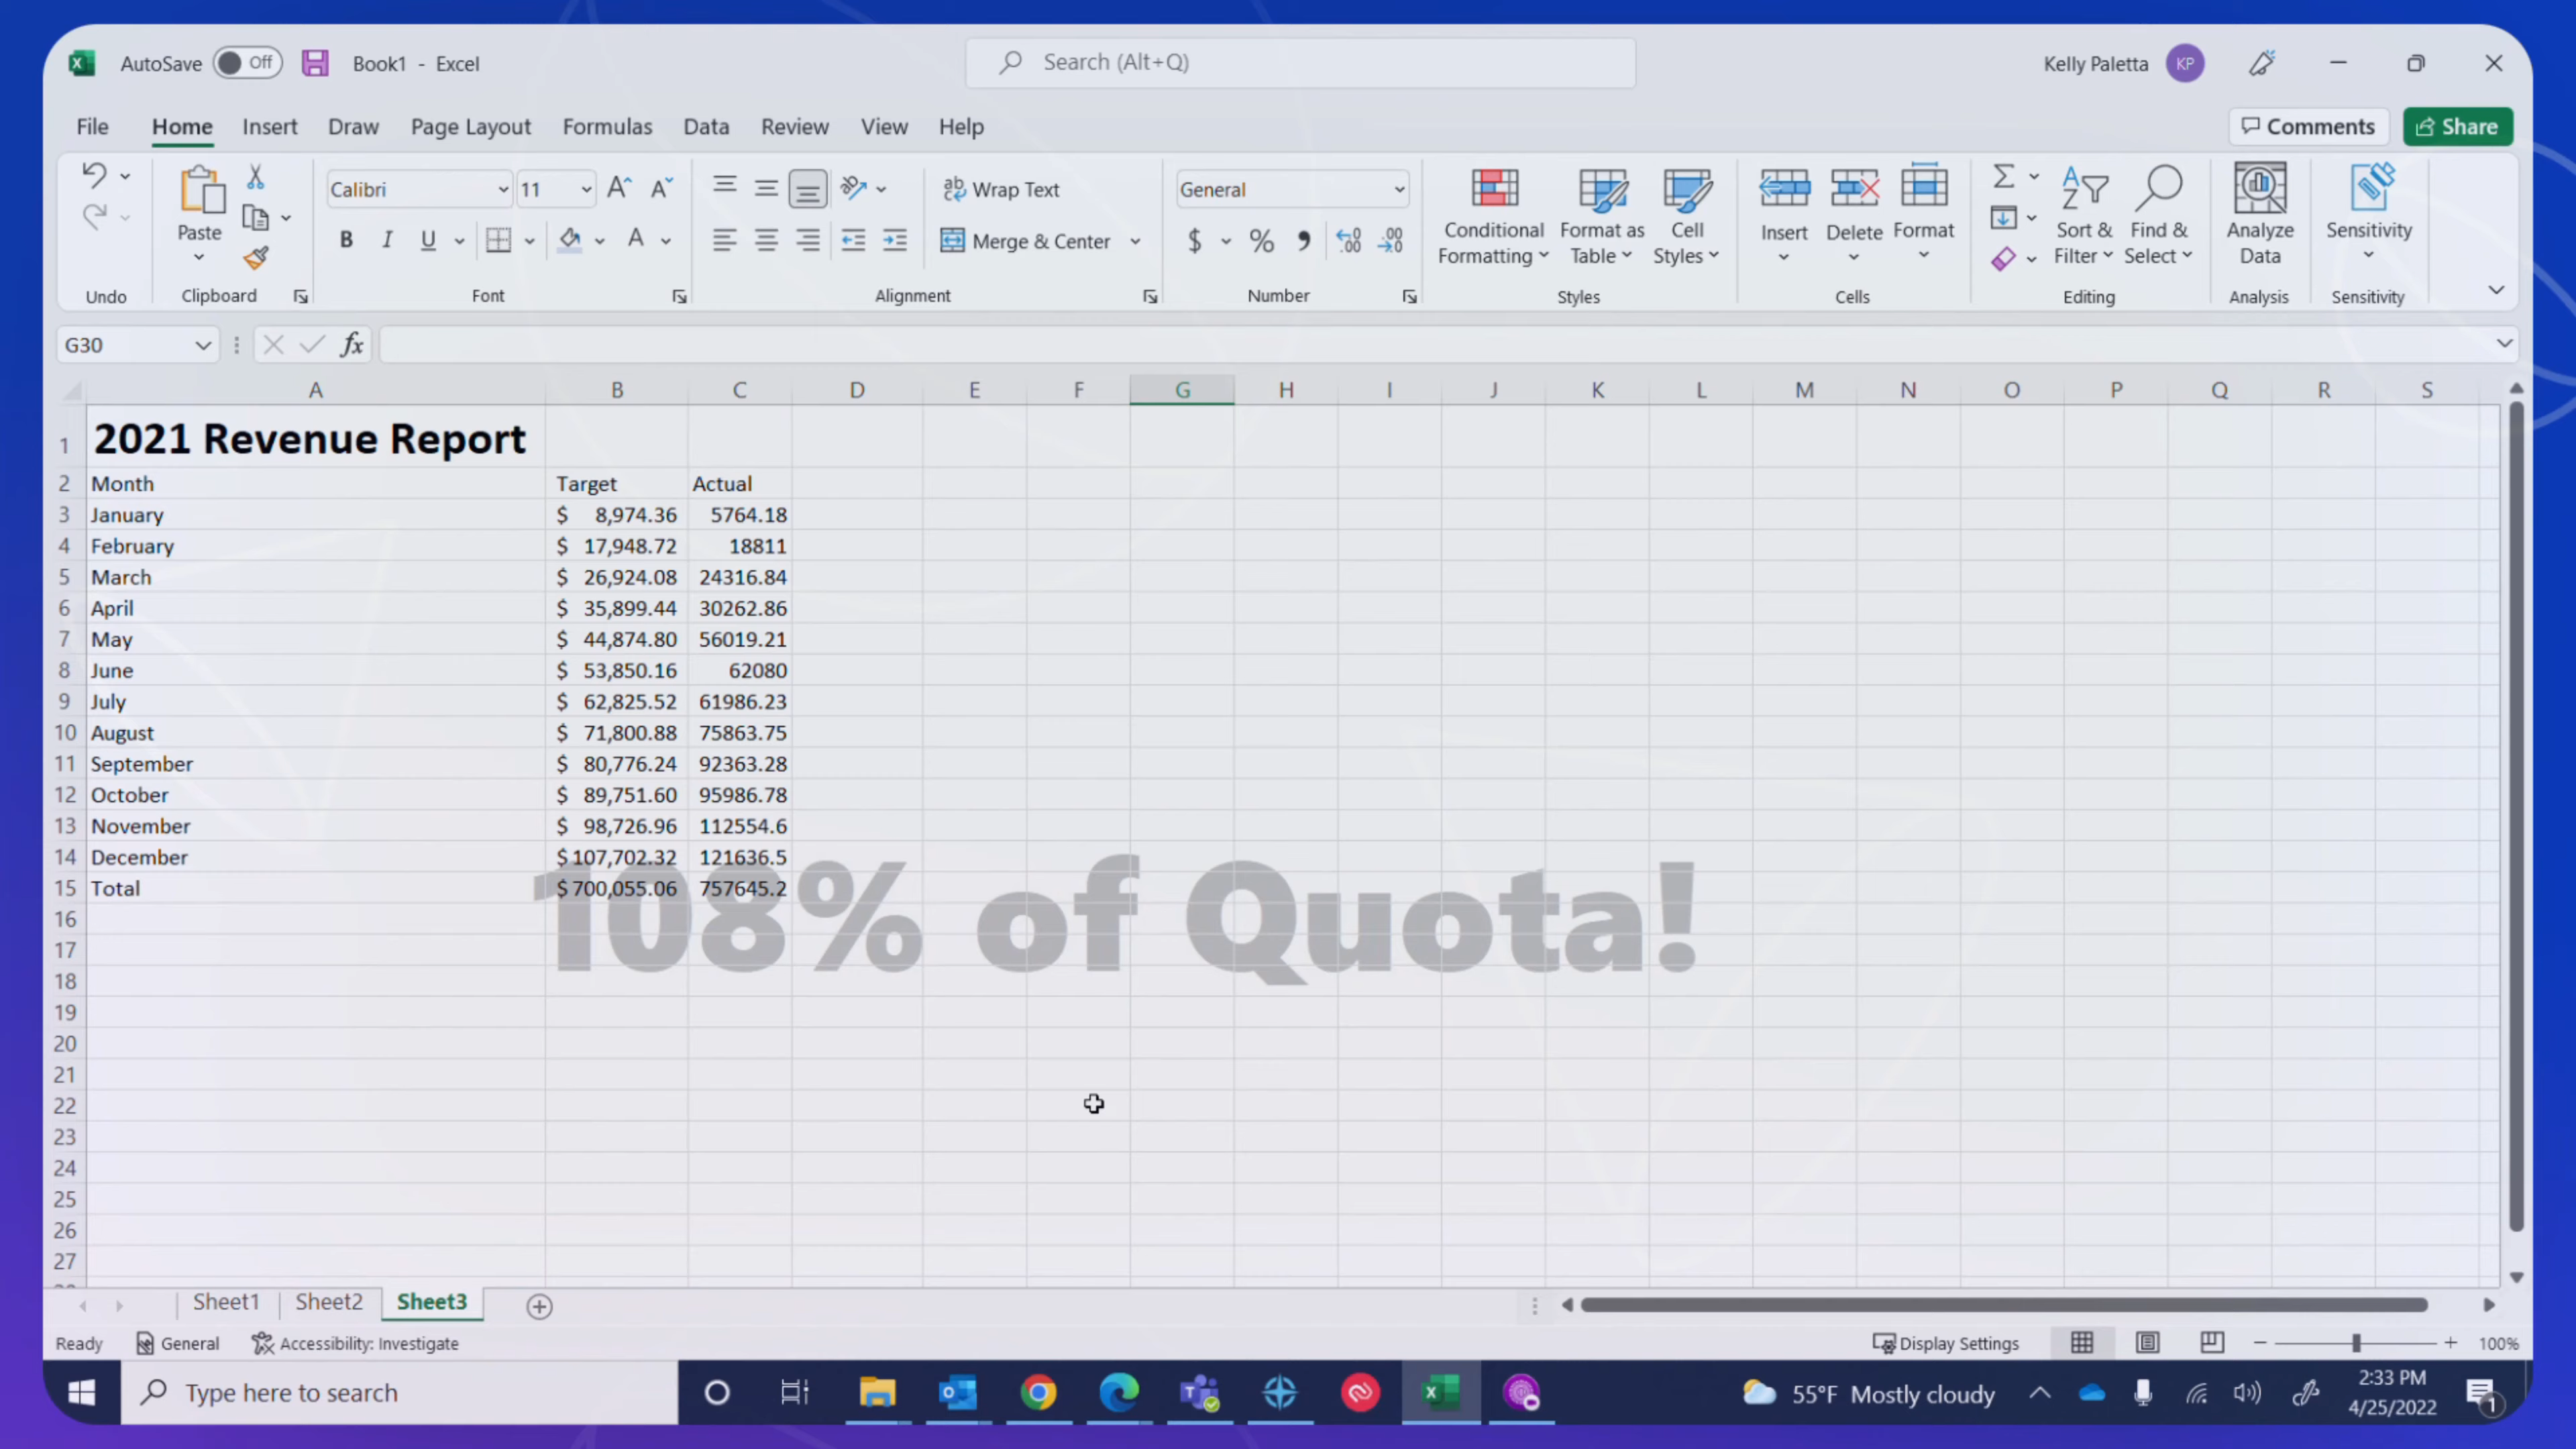 AutoSave Off Book1 - Excel Search (Alt+Q) Kelly Paletta KP
File Home Insert Draw Page Layout Formulas Data Review View Help Comments Share
Paste Calibri 11 Wrap Text General Conditional Formatting Format as Table Cell Styles Insert Delete Format Sort & Filter Find & Select Analyze Data Sensitivity
B I U A Merge & Center $ %
Undo Clipboard Font Alignment Number Styles Cells Editing Analysis Sensitivity
G30 fx
A B C D E F G H I J K L M N O P Q R S
1 2021 Revenue Report
2 Month Target Actual
3 January $ 8,974.36 5764.18
4 February $ 17,948.72 18811
5 March $ 26,924.08 24316.84
6 April $ 35,899.44 30262.86
7 May $ 44,874.80 56019.21
8 June $ 53,850.16 62080
9 July $ 62,825.52 61986.23
10 August $ 71,800.88 75863.75
11 September $ 80,776.24 92363.28
12 October $ 89,751.60 95986.78
13 November $ 98,726.96 112554.6
14 December $107,702.32 121636.5
15 Total $700,055.06 757645.2
108% of Quota!
16
17
18
19
20
21
22
23
24
25
26
27
Sheet1 Sheet2 Sheet3
Ready General Accessibility: Investigate Display Settings 100%
Type here to search 55°F Mostly cloudy 2:33 PM
4/25/2022 1